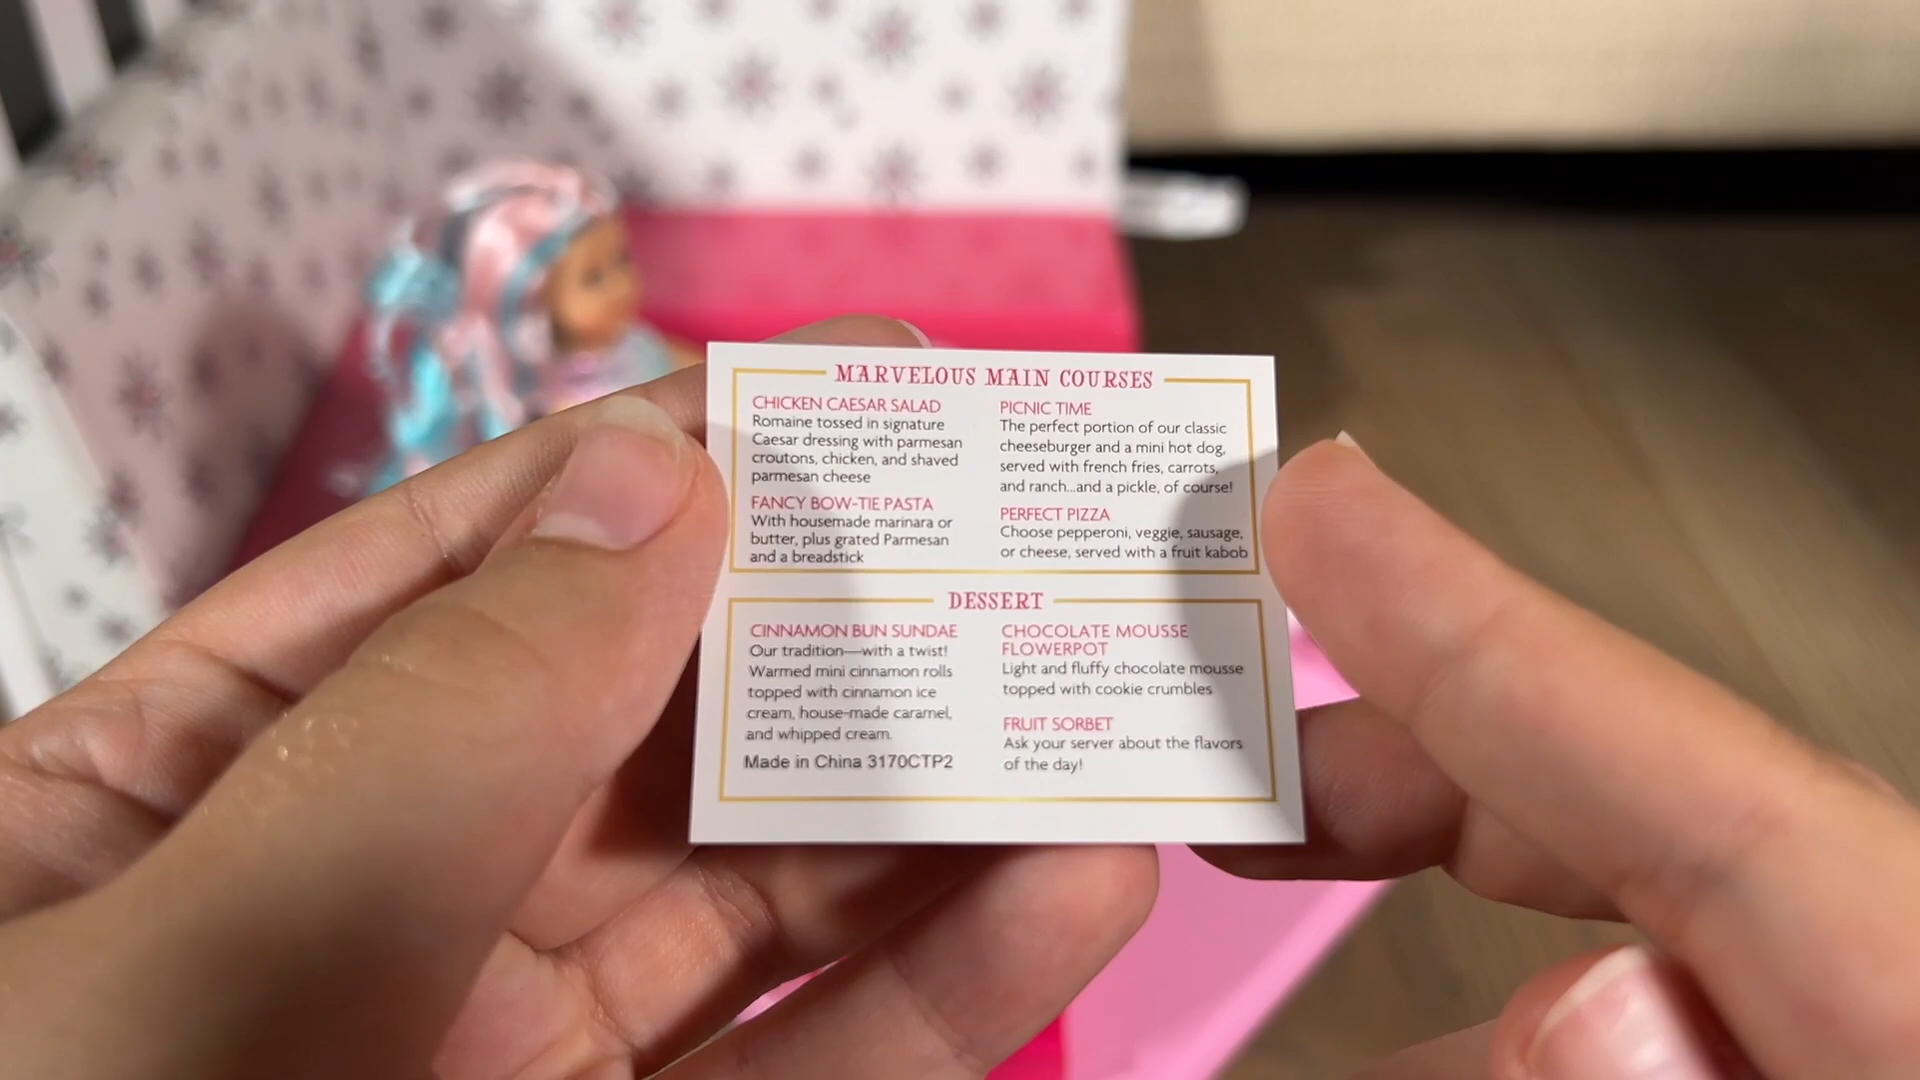 MARVELOUS MAIN COURSES
CHICKEN CAESAR SALAD
Romaine tossed in signature
Caesar dressing with parmesan
croutons, chicken, and shaved
parmesan cheese
FANCY BOW-TIE PASTA
With housemade marinara or
butter, plus grated Parmesan
and a breadstick
PICNIC TIME
The perfect portion of our classic
cheeseburger and a mini hot dog,
served with french fries, carrots,
and ranch...and a pickle, of course!
PERFECT PIZZA
Choose pepperoni, veggie, sausage,
or cheese, served with a fruit kabob
DESSERT
CINNAMON BUN SUNDAE
Our tradition—with a twist!
Warmed mini cinnamon rolls
topped with cinnamon ice
cream, house-made caramel,
and whipped cream.
Made in China 3170CTP2
CHOCOLATE MOUSSE
FLOWERPOT
Light and fluffy chocolate mousse
topped with cookie crumbles
FRUIT SORBET
Ask your server about the flavors
of the day!